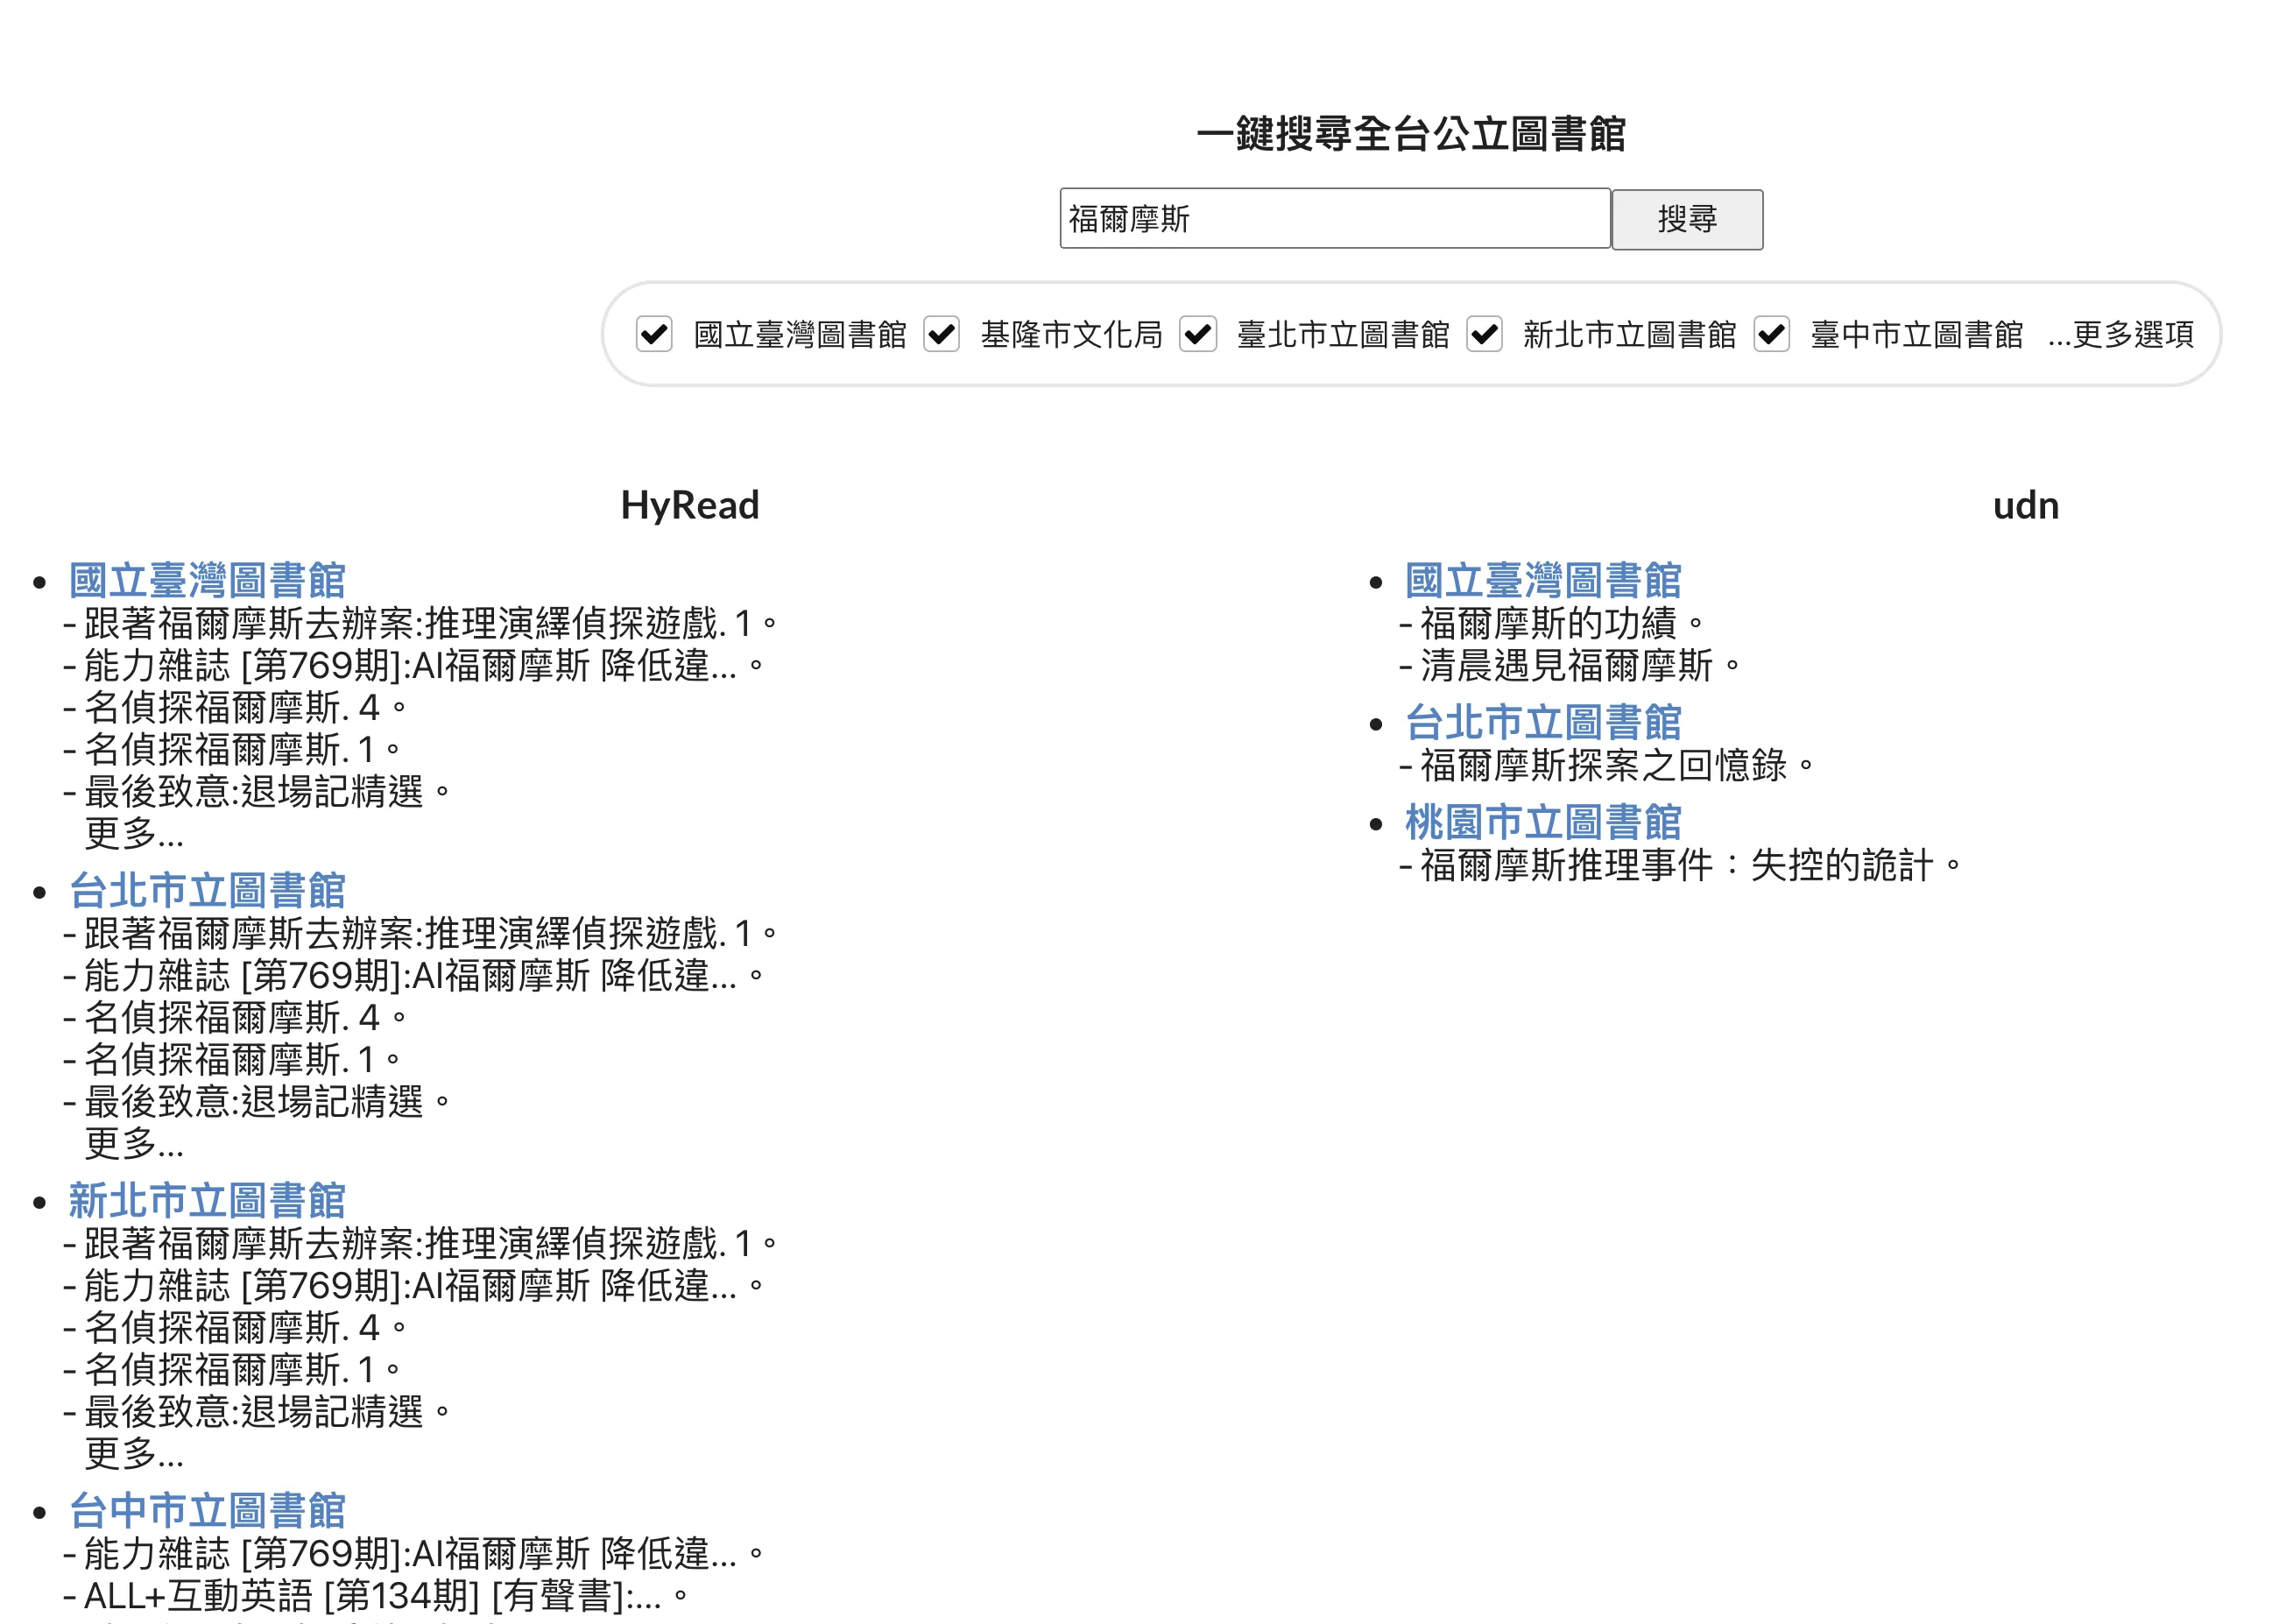 一鍵搜尋全台公立圖書館
福爾摩斯 搜尋
國立臺灣圖書館 基隆市文化局 臺北市立圖書館 新北市立圖書館 臺中市立圖書館 ...更多選項
HyRead
• 國立臺灣圖書館
- 跟著福爾摩斯去辦案:推理演繹偵探遊戲. 1。
- 能力雜誌 [第769期]:AI福爾摩斯 降低違...。
- 名偵探福爾摩斯. 4。
- 名偵探福爾摩斯. 1。
- 最後致意:退場記精選。
更多...
• 台北市立圖書館
- 跟著福爾摩斯去辦案:推理演繹偵探遊戲. 1。
- 能力雜誌 [第769期]:AI福爾摩斯 降低違...。
- 名偵探福爾摩斯. 4。
- 名偵探福爾摩斯. 1。
- 最後致意:退場記精選。
更多...
• 新北市立圖書館
- 跟著福爾摩斯去辦案:推理演繹偵探遊戲. 1。
- 能力雜誌 [第769期]:AI福爾摩斯 降低違...。
- 名偵探福爾摩斯. 4。
- 名偵探福爾摩斯. 1。
- 最後致意:退場記精選。
更多...
• 台中市立圖書館
- 能力雜誌 [第769期]:AI福爾摩斯 降低違...。
- ALL+互動英語 [第134期] [有聲書]:...。
udn
• 國立臺灣圖書館
- 福爾摩斯的功績。
- 清晨遇見福爾摩斯。
• 台北市立圖書館
- 福爾摩斯探案之回憶錄。
• 桃園市立圖書館
- 福爾摩斯推理事件：失控的詭計。